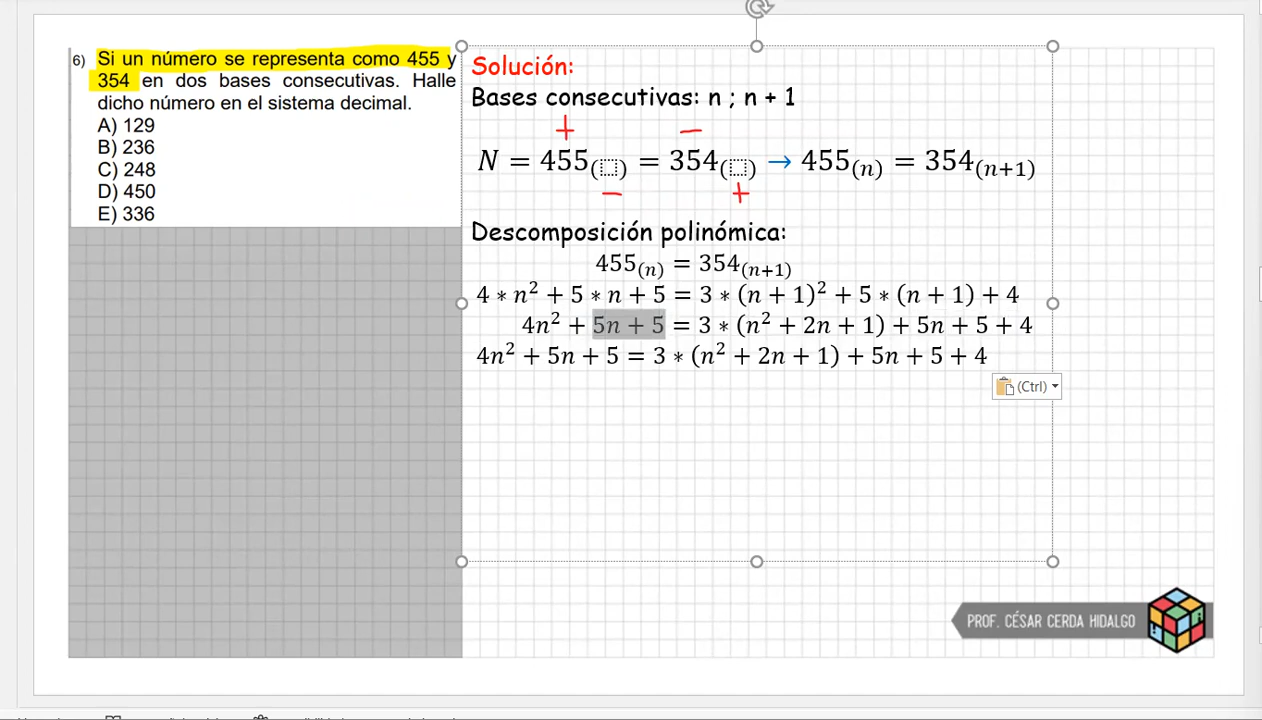 6) Si un número se representa como 455 y
354 en dos bases consecutivas. Halle
dicho número en el sistema decimal.
A) 129
B) 236
C) 248
D) 450
E) 336
Solución:
Bases consecutivas: n ; n + 1
+ −
N = 455(⬚) = 354(⬚) → 455(n) = 354(n+1)
− +
Descomposición polinómica:
455(n) = 354(n+1)
4 ∗ n² + 5 ∗ n + 5 = 3 ∗ (n + 1)² + 5 ∗ (n + 1) + 4
4n² + 5n + 5 = 3 ∗ (n² + 2n + 1) + 5n + 5 + 4
4n² + 5n + 5 = 3 ∗ (n² + 2n + 1) + 5n + 5 + 4
(Ctrl)
PROF. CÉSAR CERDA HIDALGO